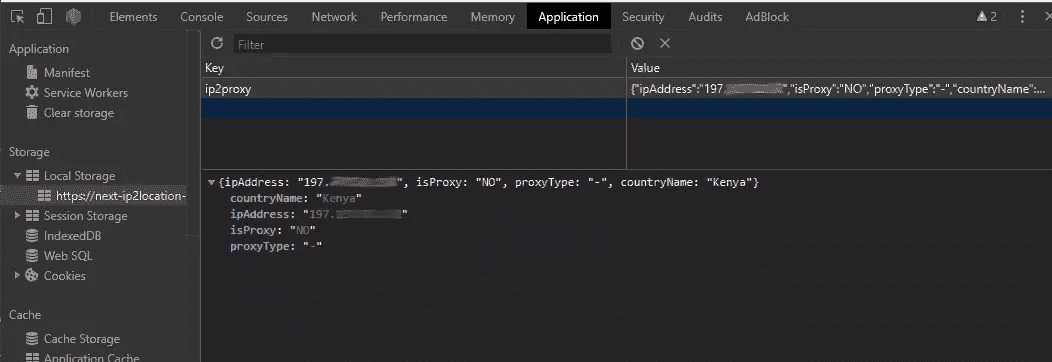 Elements Console Sources Network Performance Memory Application Security Audits AdBlock 2
Application
Manifest
Service Workers
Clear storage
Storage
Local Storage
https://next-ip2location-
Session Storage
IndexedDB
Web SQL
Cookies
Cache
Cache Storage
Application Cache
Filter
Key Value
ip2proxy {"ipAddress":"197. ","isProxy":"NO","proxyType":"-","countryName":...
{ipAddress: "197. ", isProxy: "NO", proxyType: "-", countryName: "Kenya"}
countryName: "Kenya"
ipAddress: "197. "
isProxy: "NO"
proxyType: "-"